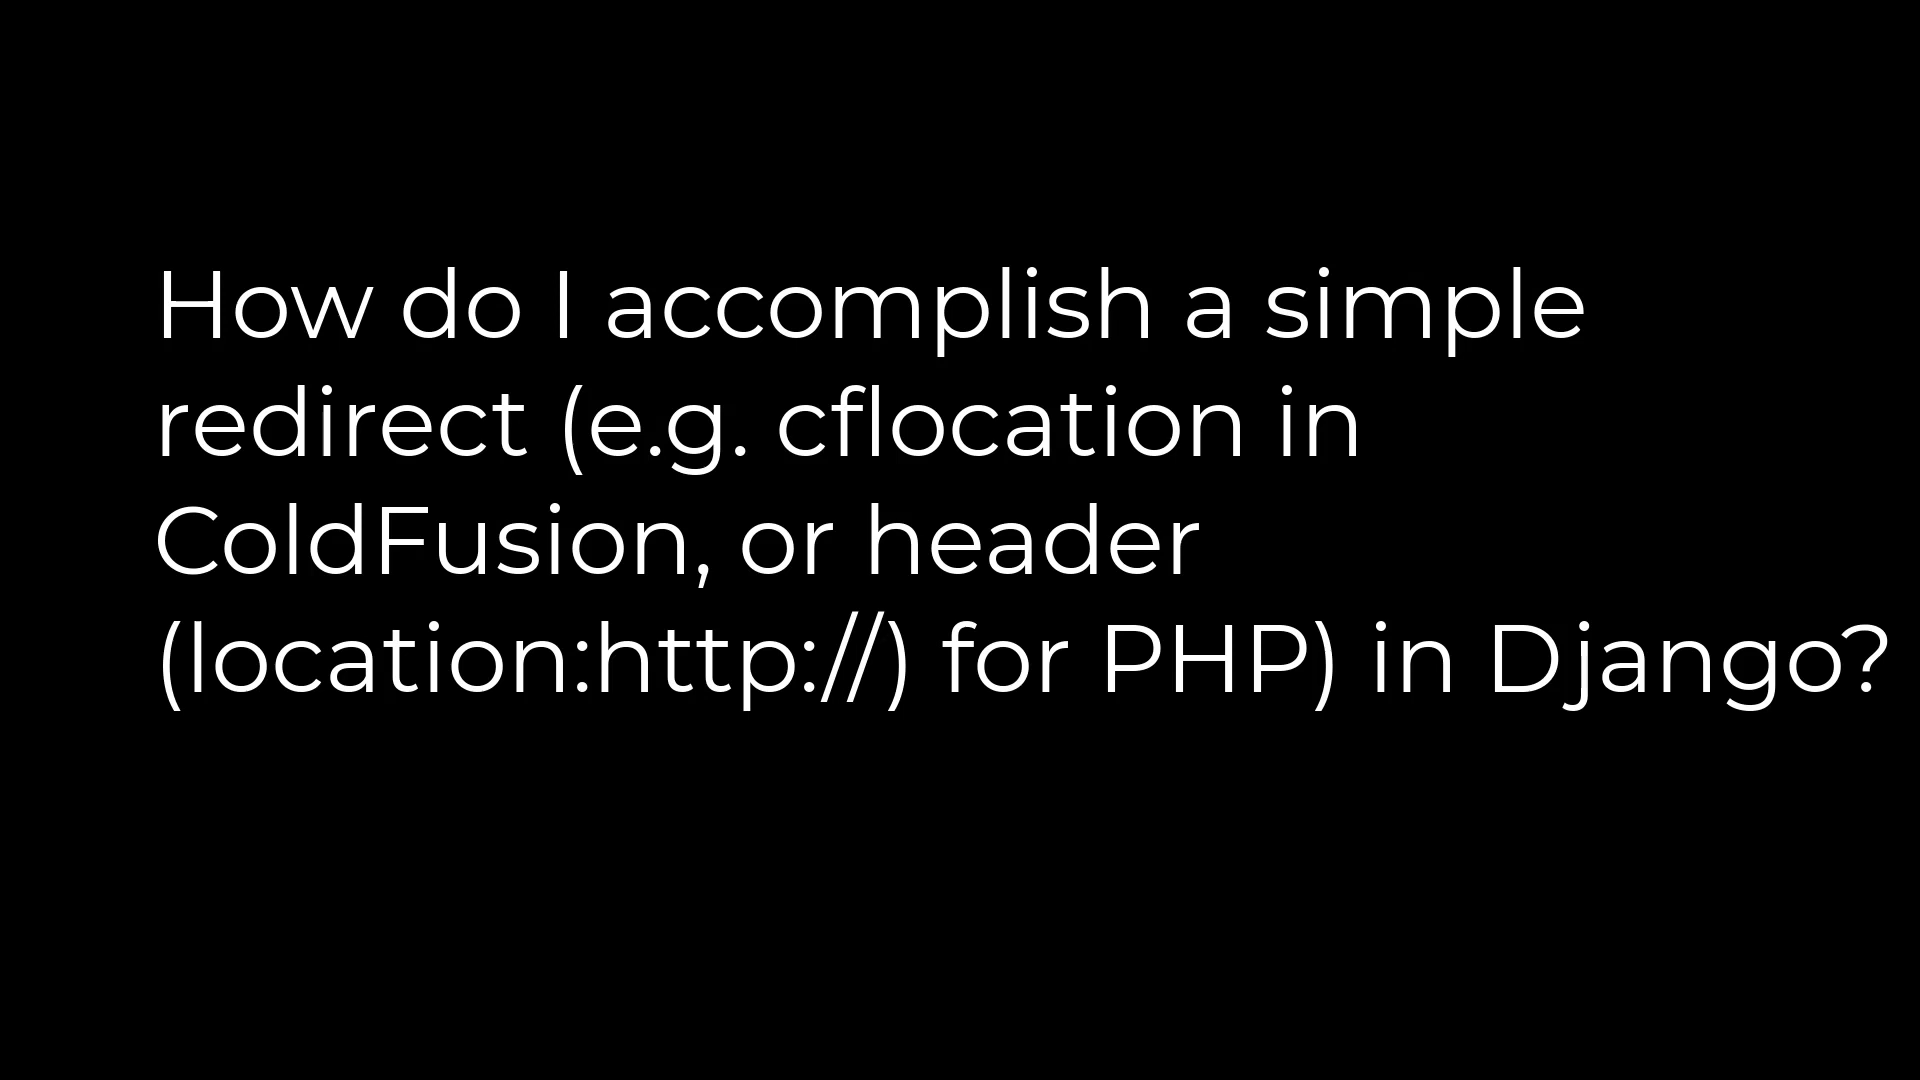 How do I accomplish a simple
redirect (e.g. cflocation in
ColdFusion, or header
(location:http://) for PHP) in Django?